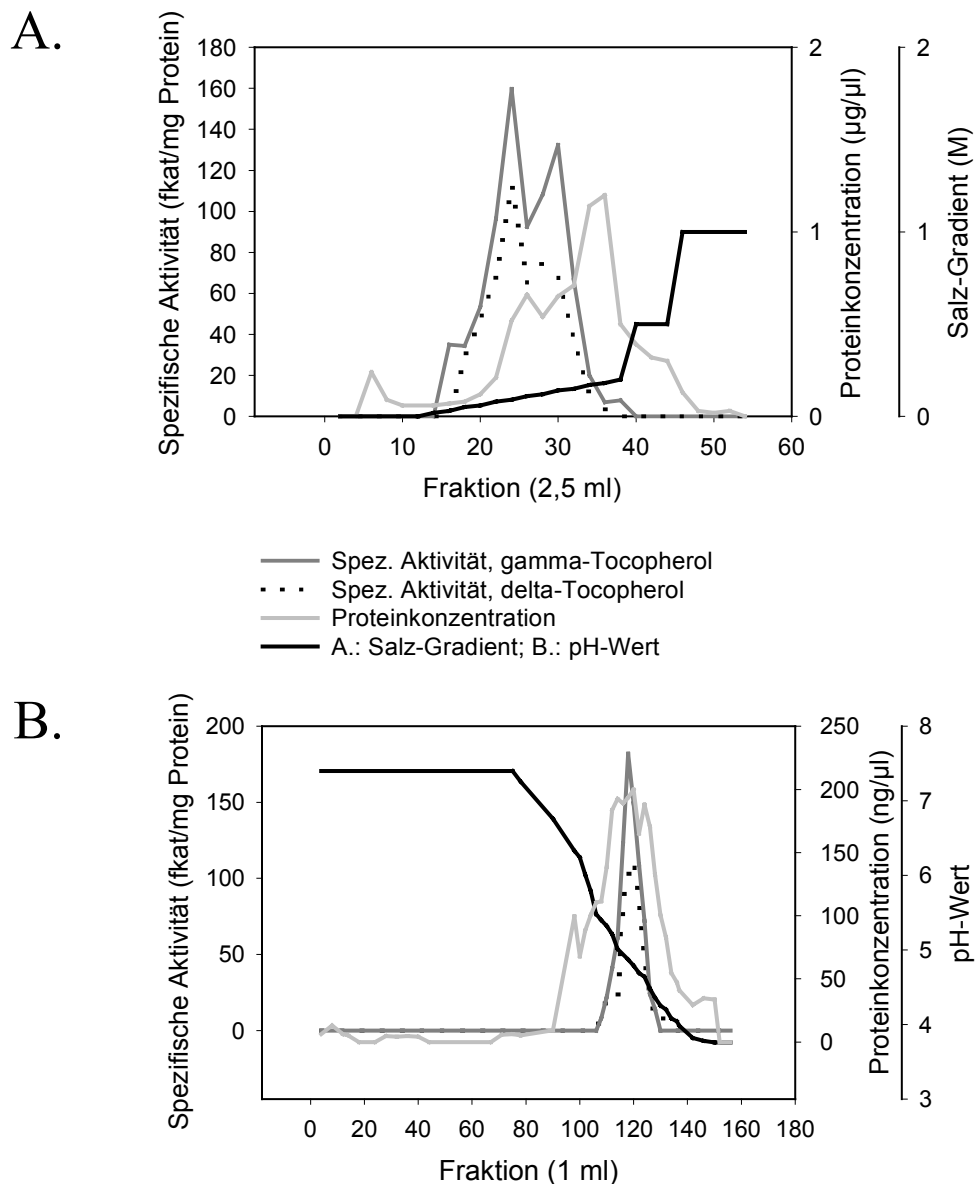 A.
Spezifische Aktivität (fkat/mg Protein)
180
160
140
120
100
80
60
40
20
0
2
1
0
Proteinkonzentration (µg/µl)
2
1
0
Salz-Gradient (M)
0 10 20 30 40 50 60
Fraktion (2,5 ml)
Spez. Aktivität, gamma-Tocopherol
Spez. Aktivität, delta-Tocopherol
Proteinkonzentration
A.: Salz-Gradient; B.: pH-Wert
B.
Spezifische Aktivität (fkat/mg Protein)
200
150
100
50
0
250
200
150
100
50
0
Proteinkonzentration (ng/µl)
8
7
6
5
4
3
pH-Wert
0 20 40 60 80 100 120 140 160 180
Fraktion (1 ml)